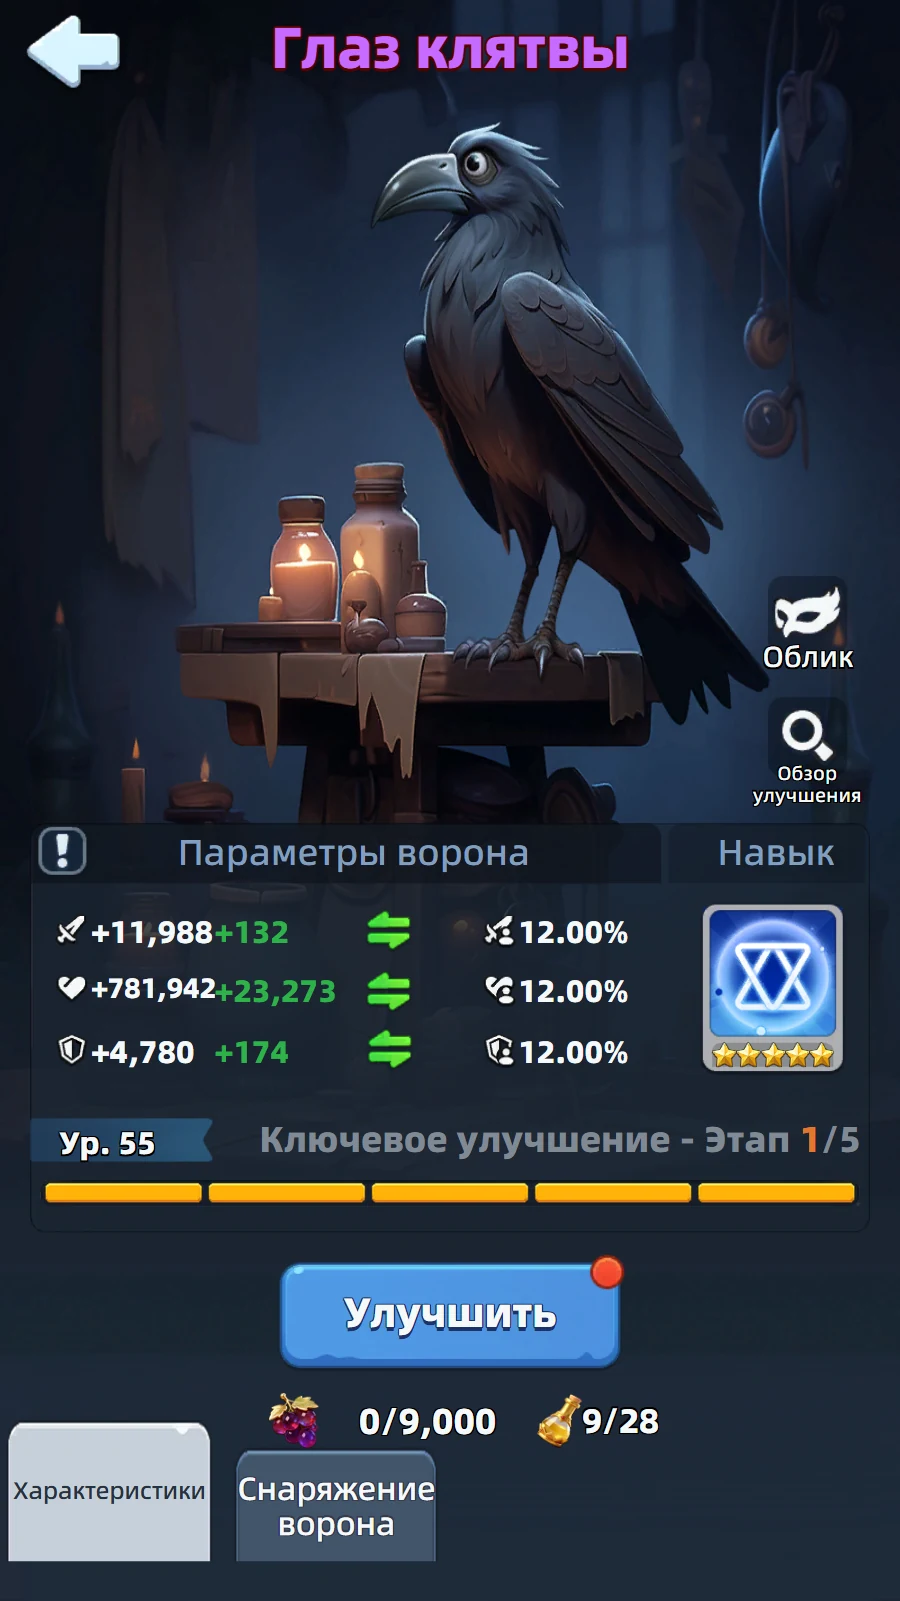 Глаз клятвы
Облик
Обзор
улучшения
Параметры ворона
Навык
+11,988+132
12.00%
+781,942+23,273
12.00%
+4,780 +174
12.00%
Ур. 55
Ключевое улучшение - Этап 1/5
Улучшить
0/9,000
9/28
Характеристики
Снаряжение
ворона